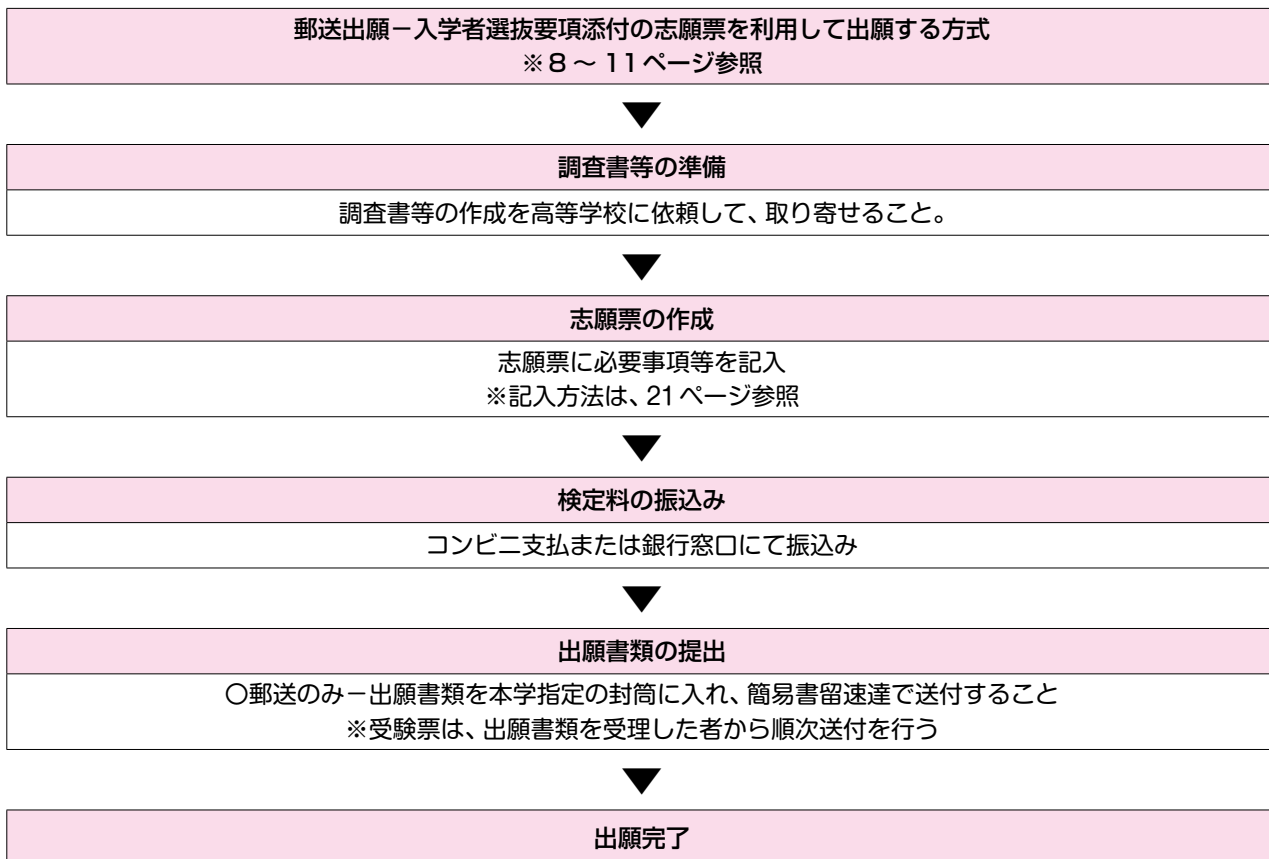 郵送出願－入学者選抜要項添付の志願票を利用して出願する方式
※８～11ページ参照
調査書等の準備
調査書等の作成を高等学校に依頼して、取り寄せること。
志願票の作成
志願票に必要事項等を記入
※記入方法は、21ページ参照
検定料の振込み
コンビニ支払または銀行窓口にて振込み
出願書類の提出
○郵送のみ－出願書類を本学指定の封筒に入れ、簡易書留速達で送付すること
※受験票は、出願書類を受理した者から順次送付を行う
出願完了